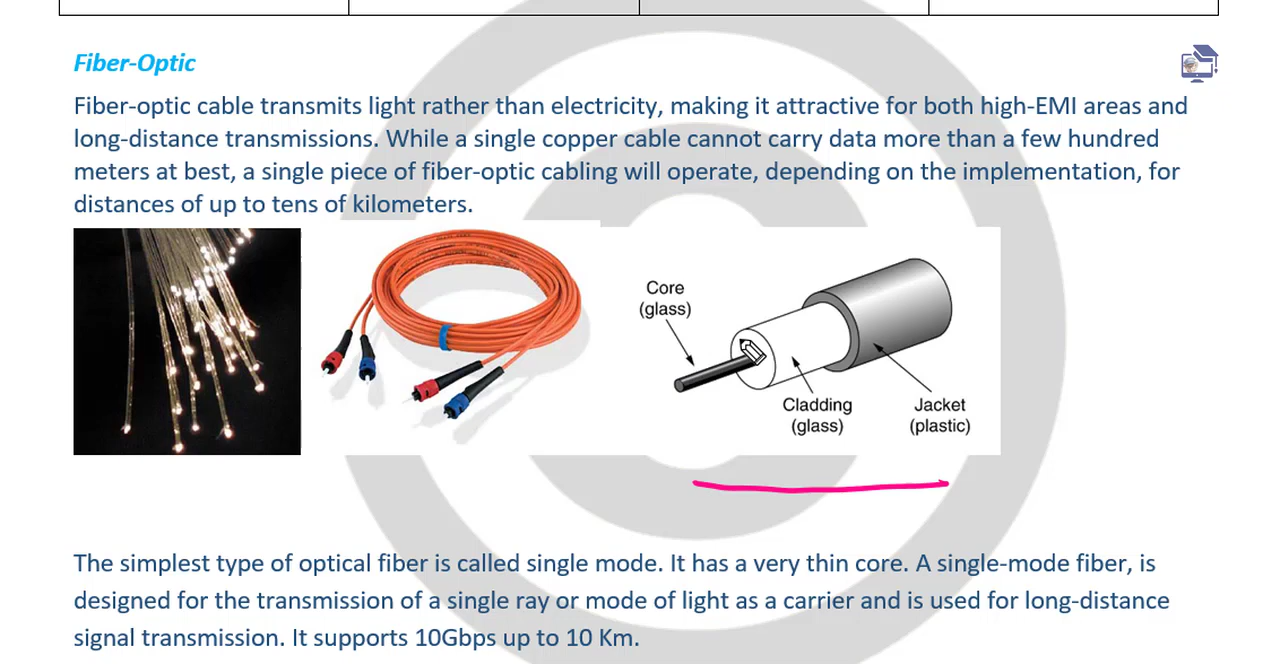 Fiber-Optic
Fiber-optic cable transmits light rather than electricity, making it attractive for both high-EMI areas and
long-distance transmissions. While a single copper cable cannot carry data more than a few hundred
meters at best, a single piece of fiber-optic cabling will operate, depending on the implementation, for
distances of up to tens of kilometers.
Core
(glass)
Cladding
(glass)
Jacket
(plastic)
The simplest type of optical fiber is called single mode. It has a very thin core. A single-mode fiber, is
designed for the transmission of a single ray or mode of light as a carrier and is used for long-distance
signal transmission. It supports 10Gbps up to 10 Km.